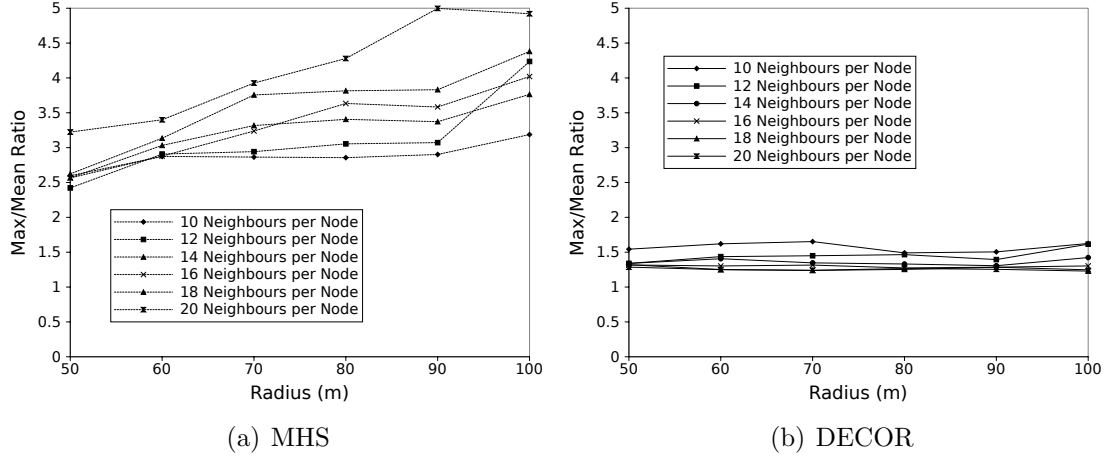 5
4.5
4
3.5
3
2.5
2
1.5
1
0.5
0
Max/Mean Ratio
10 Neighbours per Node
12 Neighbours per Node
14 Neighbours per Node
16 Neighbours per Node
18 Neighbours per Node
20 Neighbours per Node
50 60 70 80 90 100
Radius (m)
(a) MHS
5
4.5
4
3.5
3
2.5
2
1.5
1
0.5
0
Max/Mean Ratio
10 Neighbours per Node
12 Neighbours per Node
14 Neighbours per Node
16 Neighbours per Node
18 Neighbours per Node
20 Neighbours per Node
50 60 70 80 90 100
Radius (m)
(b) DECOR